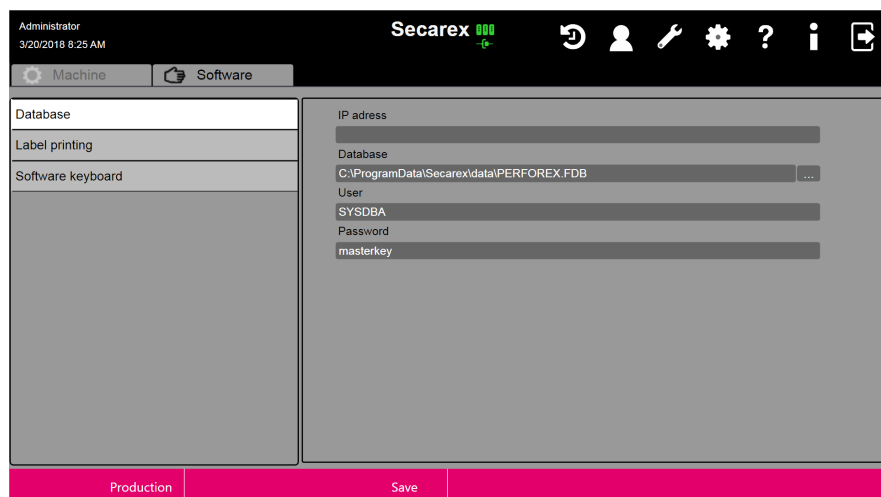 Administrator
3/20/2018 8:25 AM
Secarex
?
i
Machine
Software
Database
Label printing
Software keyboard
IP adress
Database
C:\ProgramData\Secarex\data\PERFOREX.FDB
...
User
SYSDBA
Password
masterkey
Production
Save